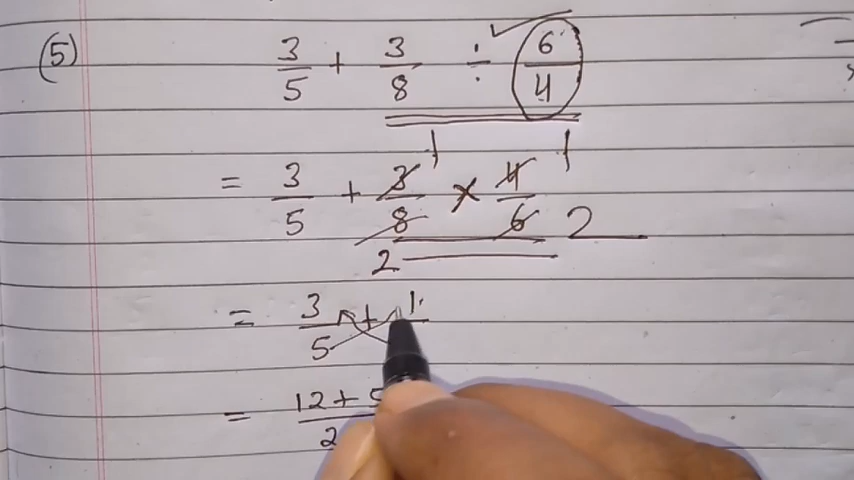 (5) 3/5 + 3/8 ÷ 6/4
= 3/5 + 3/8 × 4/6 1 1 2 2
= 3/5 + 1
= 12 + 5 / 2